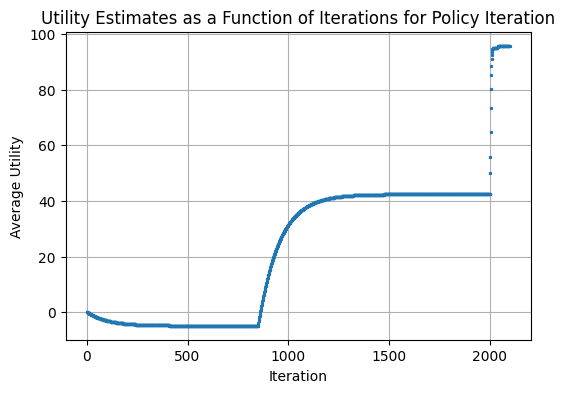 Utility Estimates as a Function of Iterations for Policy Iteration
100
80
60
40
20
0
Average Utility
0 500 1000 1500 2000
Iteration